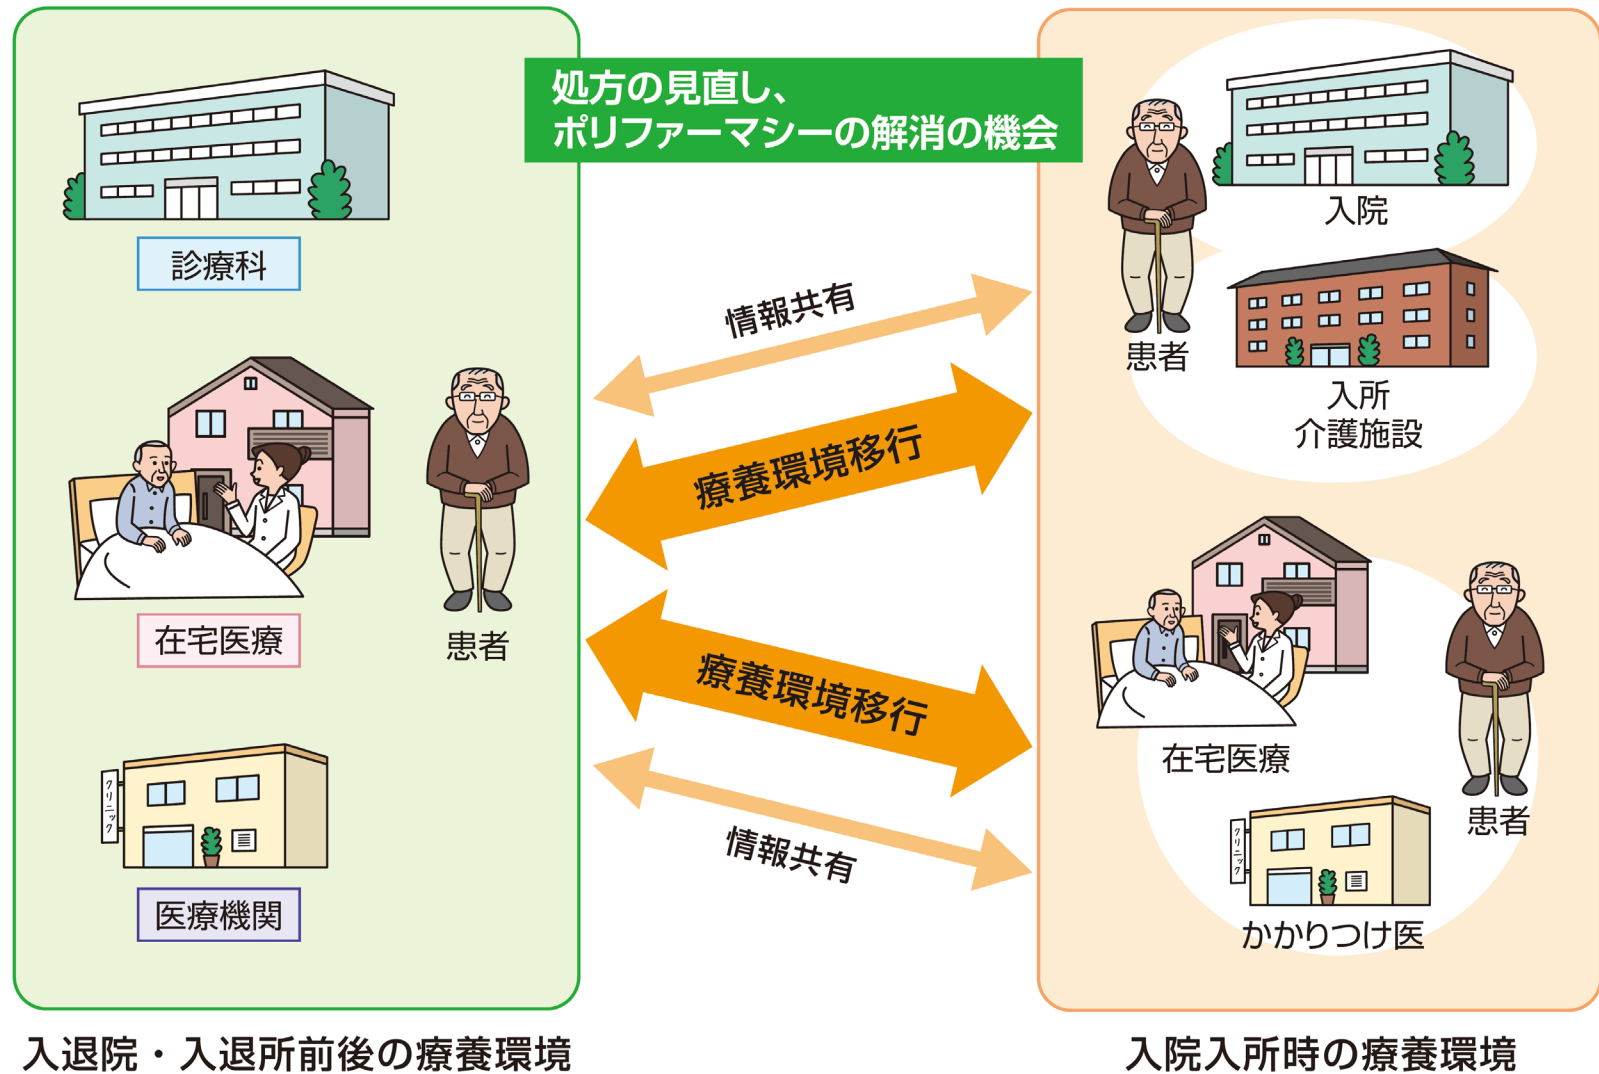 処方の見直し、
ポリファーマシーの解消の機会
診療科
在宅医療
患者
クリニック
医療機関
入退院・入退所前後の療養環境
情報共有
療養環境移行
療養環境移行
情報共有
入院
患者
入所
介護施設
在宅医療
患者
クリニック
かかりつけ医
入院入所時の療養環境